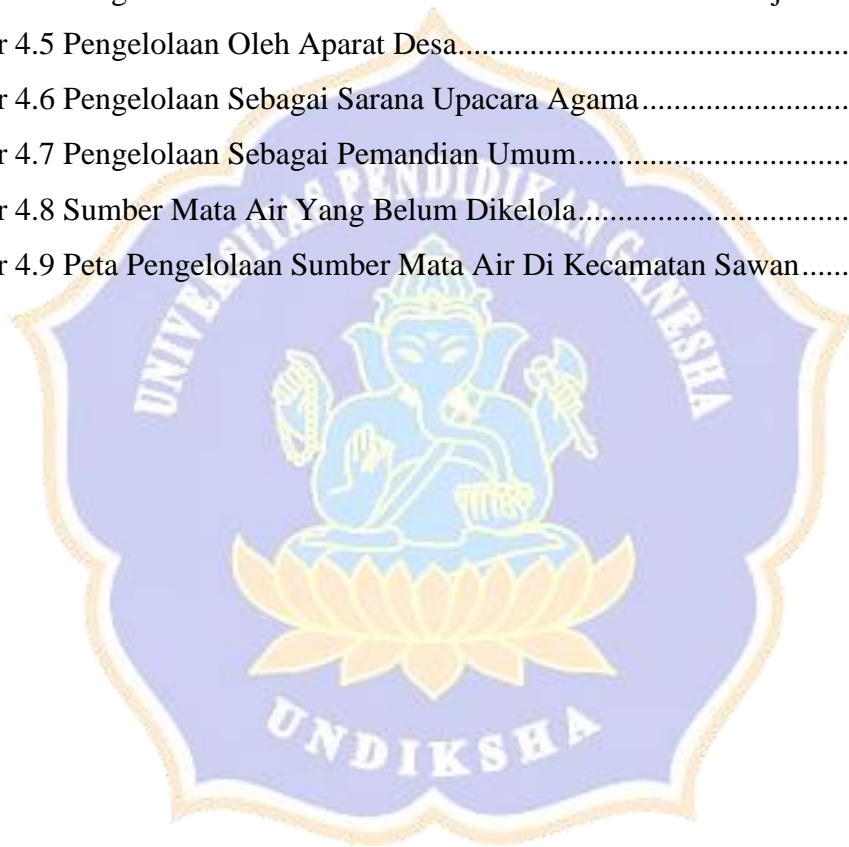 r 4.5 Pengelolaan Oleh Aparat Desa
r 4.6 Pengelolaan Sebagai Sarana Upacara Agama
r 4.7 Pengelolaan Sebagai Pemandian Umum
r 4.8 Sumber Mata Air Yang Belum Dikelola
r 4.9 Peta Pengelolaan Sumber Mata Air Di Kecamatan Sawan
UNIVERSITAS PENDIDIKAN GANESHA
UNDIKSHA